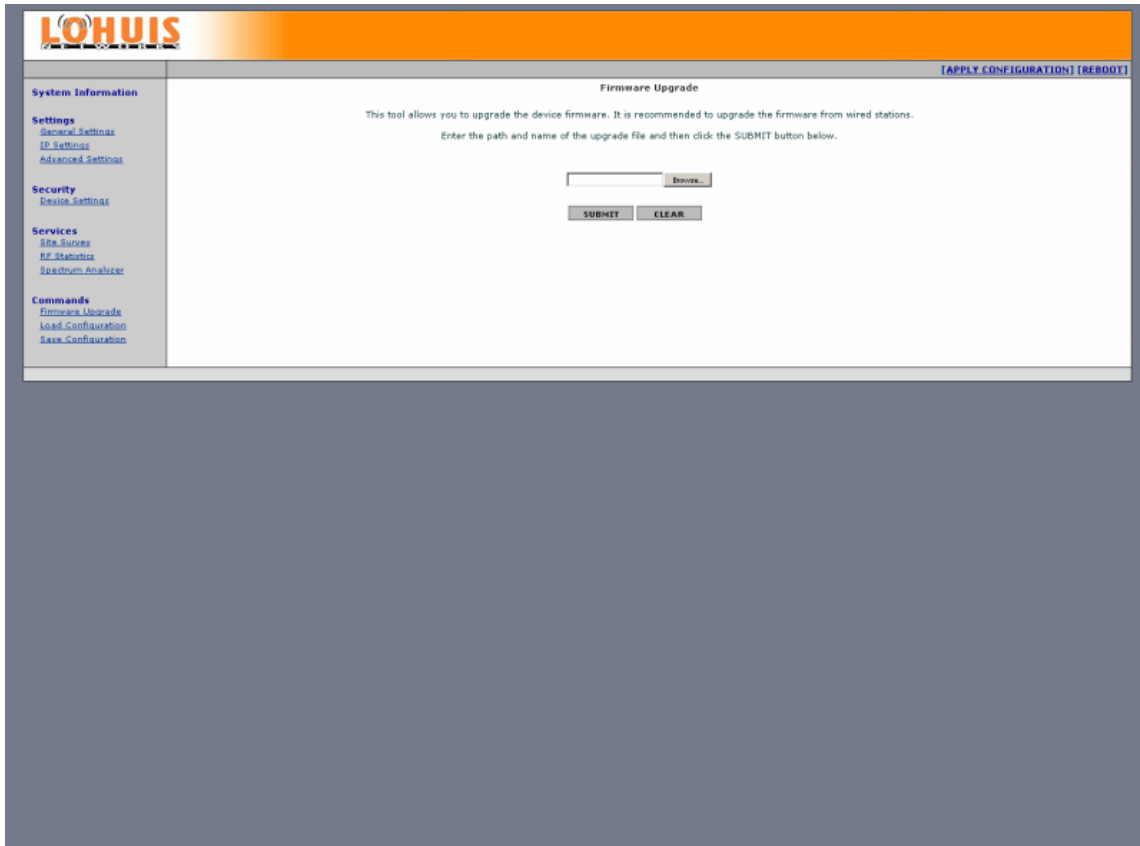 LOHUIS
NETWORKS
[APPLY CONFIGURATION] [REBOOT]
System Information
Settings
General Settings
IP Settings
Advanced Settings
Security
Device Settings
Services
Site Survey
RF Statistics
Spectrum Analyzer
Commands
Firmware Upgrade
Load Configuration
Save Configuration
Firmware Upgrade
This tool allows you to upgrade the device firmware. It is recommended to upgrade the firmware from wired stations.
Enter the path and name of the upgrade file and then click the SUBMIT button below.
Browse...
SUBMIT CLEAR